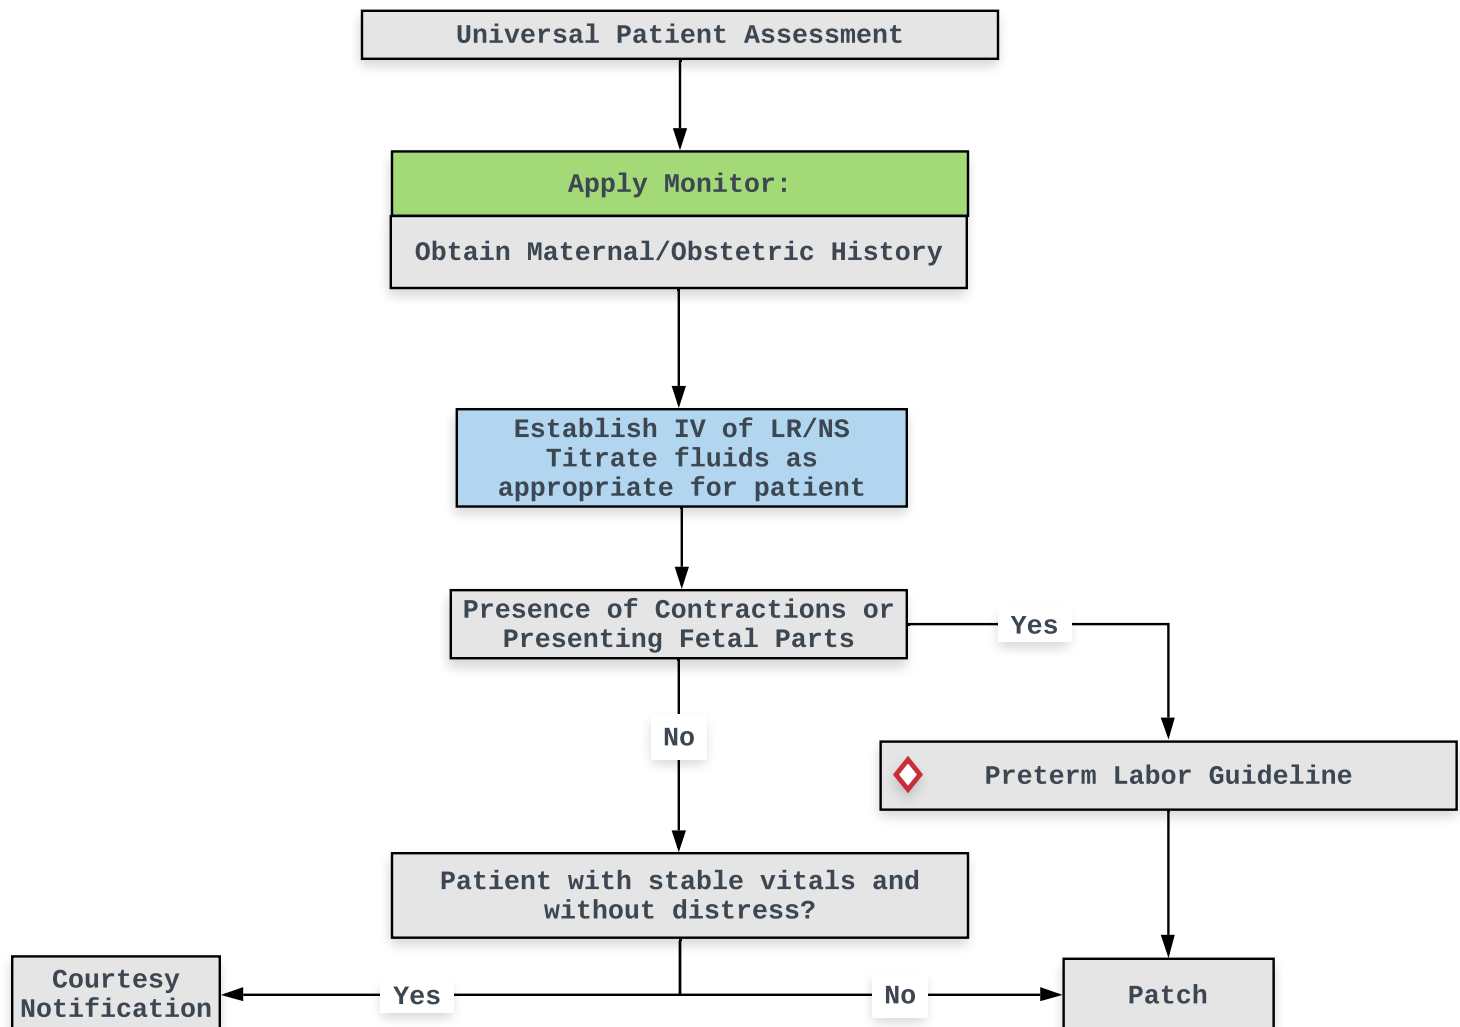 Universal Patient Assessment
Apply Monitor:
Obtain Maternal/Obstetric History
Establish IV of LR/NS
Titrate fluids as
appropriate for patient
Presence of Contractions or
Presenting Fetal Parts
Yes
No
Preterm Labor Guideline
Patient with stable vitals and
without distress?
Courtesy
Notification
Yes
No
Patch